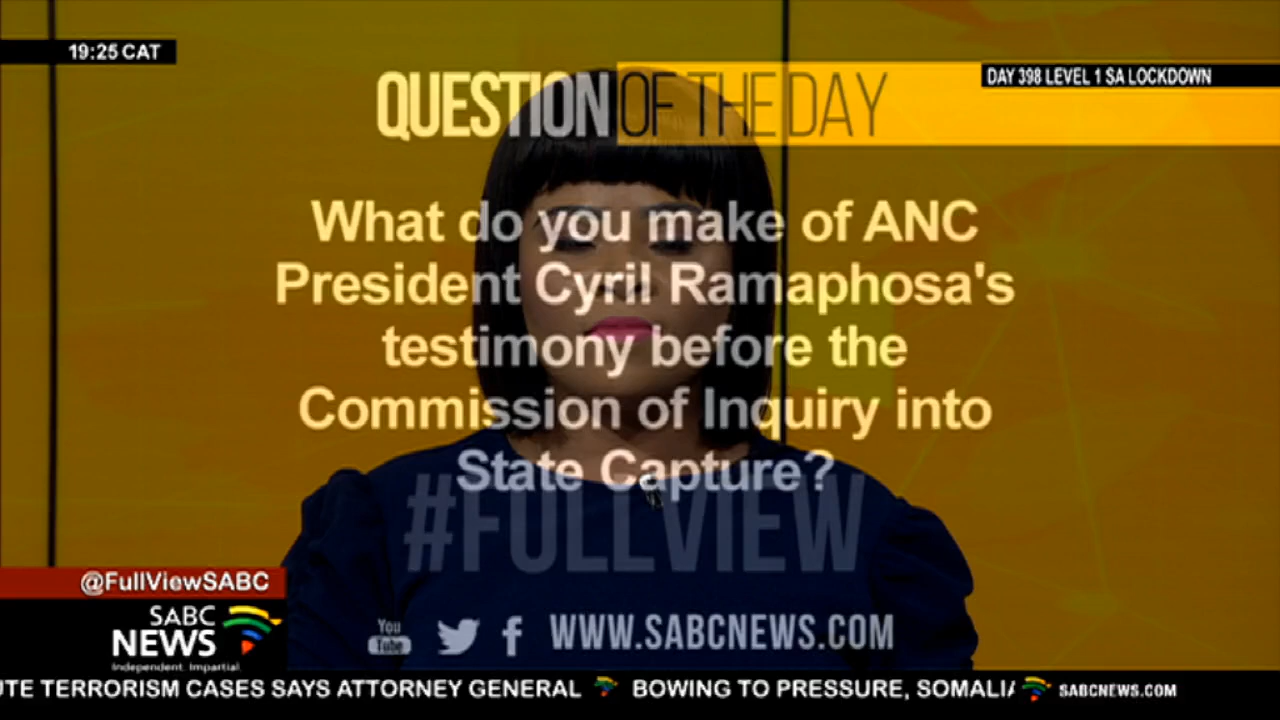 19:25 CAT
DAY 398 LEVEL 1 SA LOCKDOWN
QUESTION OF THE DAY
What do you make of ANC
President Cyril Ramaphosa's
testimony before the
Commission of Inquiry into
State Capture?
#FULLVIEW
@FullViewSABC
SABC
NEWS
Independent. Impartial.
You
Tube
WWW.SABCNEWS.COM
UTE TERRORISM CASES SAYS ATTORNEY GENERAL BOWING TO PRESSURE, SOMALI SABCNEWS.COM